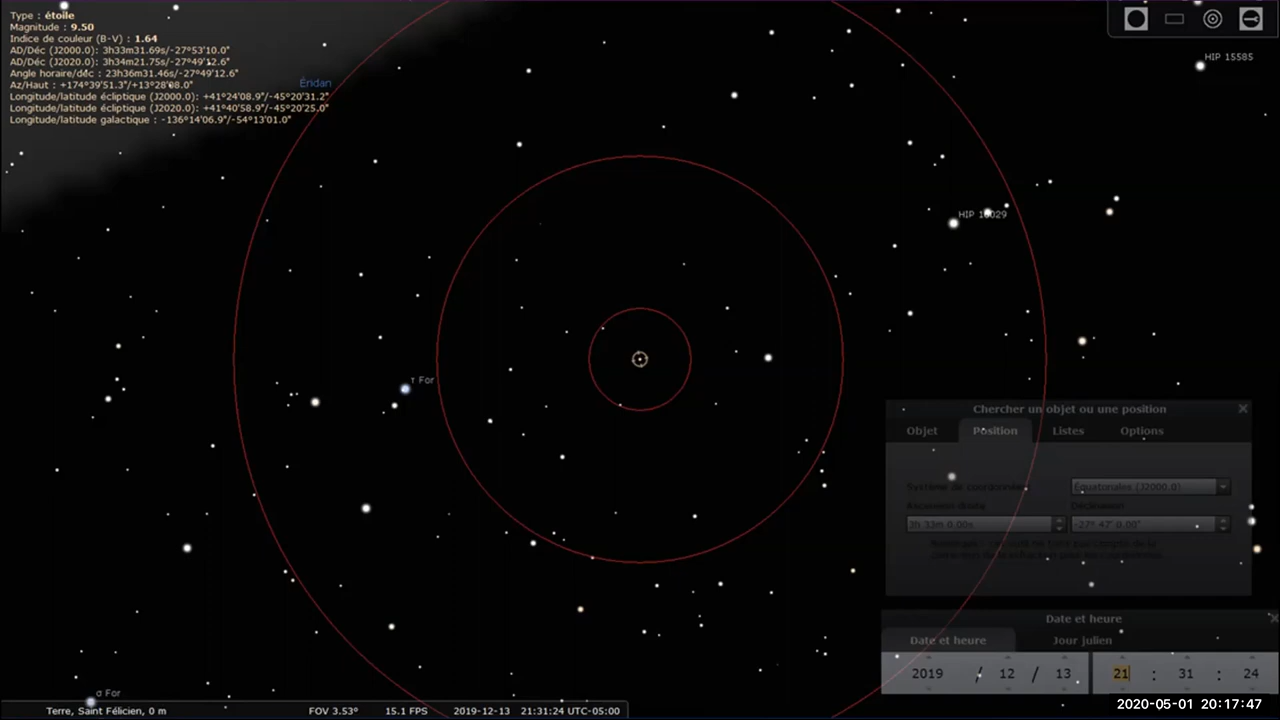 Type : étoile
Magnitude : 9.50
Indice de couleur (B-V) : 1.64
AD/Déc (J2000.0): 3h33m31.69s/-27°53'10.0"
AD/Déc (J2020.0): 3h34m21.75s/-27°49'12.6"
Angle horaire/déc : 23h36m31.46s/-27°49'12.6"
Az/Haut : +174°39'51.3"/+13°28'08.0"
Longitude/latitude écliptique (J2000.0): +41°24'08.9"/-45°20'31.2"
Longitude/latitude écliptique (J2020.0): +41°40'58.9"/-45°20'25.0"
Longitude/latitude galactique : -136°14'06.9"/-54°13'01.0"
Éridan
HIP 15585
τ For
Chercher un objet ou une position
Objet Position Listes Options
Système de coordonnées Équatoriales (J2000.0)
Ascension droite Déclinaison
3h 33m 0.00s -27° 47' 0.00"
Date et heure
Date et heure Jour julien
2019 / 12 / 13 21 : 31 : 24
σ For
Terre, Saint Félicien, 0 m FOV 3.53° 15.1 FPS 2019-12-13 21:31:24 UTC-05:00
2020-05-01 20:17:47